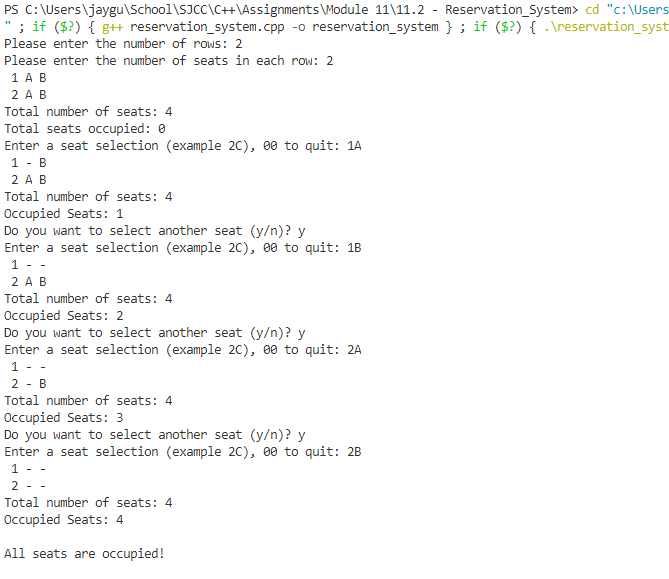 PS C:\Users\jaygu\School\SJCC\C++\Assignments\Module 11\11.2 - Reservation_System> cd "c:\Users
" ; if ($?) { g++ reservation_system.cpp -o reservation_system } ; if ($?) { .\reservation_syst
Please enter the number of rows: 2
Please enter the number of seats in each row: 2
1 A B
2 A B
Total number of seats: 4
Total seats occupied: 0
Enter a seat selection (example 2C), 00 to quit: 1A
1 - B
2 A B
Total number of seats: 4
Occupied Seats: 1
Do you want to select another seat (y/n)? y
Enter a seat selection (example 2C), 00 to quit: 1B
1 - -
2 A B
Total number of seats: 4
Occupied Seats: 2
Do you want to select another seat (y/n)? y
Enter a seat selection (example 2C), 00 to quit: 2A
1 - -
2 - B
Total number of seats: 4
Occupied Seats: 3
Do you want to select another seat (y/n)? y
Enter a seat selection (example 2C), 00 to quit: 2B
1 - -
2 - -
Total number of seats: 4
Occupied Seats: 4
All seats are occupied!